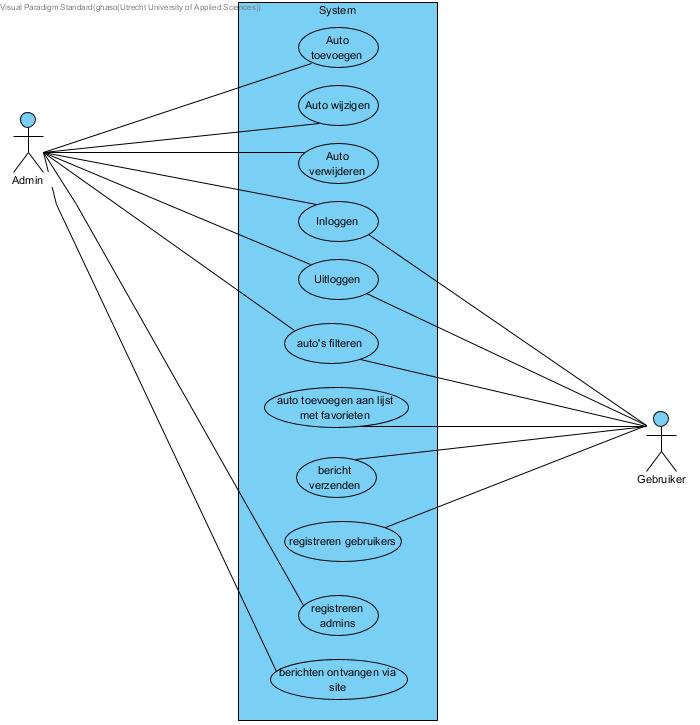 Visual Paradigm Standard(ghaso(Utrecht University of Applied Sciences))
System
Auto
toevoegen
Auto wijzigen
Auto
verwijderen
Admin
Inloggen
Uitloggen
auto's filteren
auto toevoegen aan lijst
met favorieten
bericht
verzenden
Gebruiker
registreren gebruikers
registreren
admins
berichten ontvangen via
site